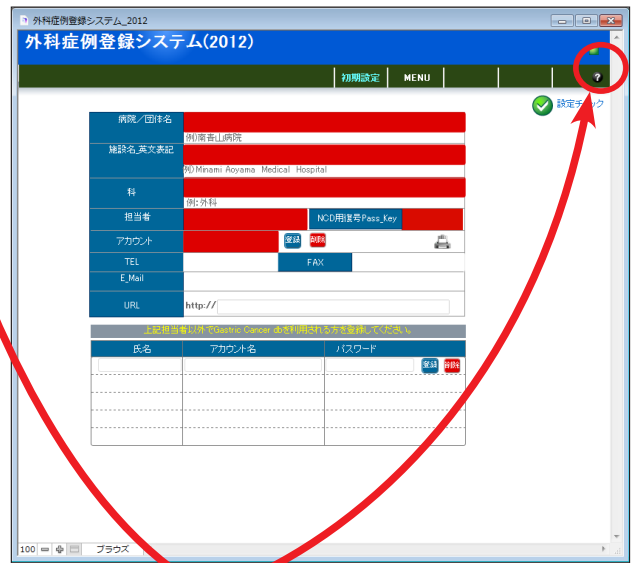 外科症例登録システム_2012
外科症例登録システム(2012)
初期設定 MENU ?
設定チェック
病院/団体名
例)南青山病院
施設名_英文表記
例)Minami Aoyama Medical Hospital
科
例:外科
担当者 NCD用復号Pass_Key
アカウント 登録 削除
TEL FAX
E_Mail
URL http://
上記担当者以外でGastric Cancer dbを利用される方を登録してください。
氏名 アカウント名 パスワード
登録 削除
100 ブラウズ